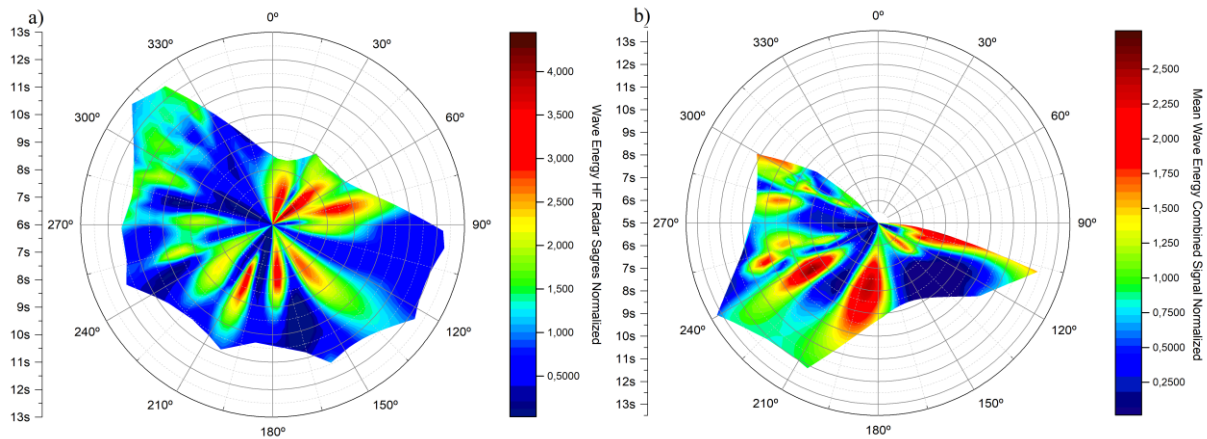 a)
13s
12s
11s
10s
9s
8s
7s
6s
7s
8s
9s
10s
11s
12s
13s
0º
30º
60º
90º
120º
150º
180º
210º
240º
270º
300º
330º
4,000
3,500
3,000
2,500
2,000
1,500
1,000
0,5000
Wave Energy HF Radar Sagres Normalized
b)
13s
12s
11s
10s
9s
8s
7s
6s
5s
6s
7s
8s
9s
10s
11s
12s
13s
0º
30º
60º
90º
120º
150º
180º
210º
240º
270º
300º
330º
2,500
2,250
2,000
1,750
1,500
1,250
1,000
0,7500
0,5000
0,2500
Mean Wave Energy Combined Signal Normalized